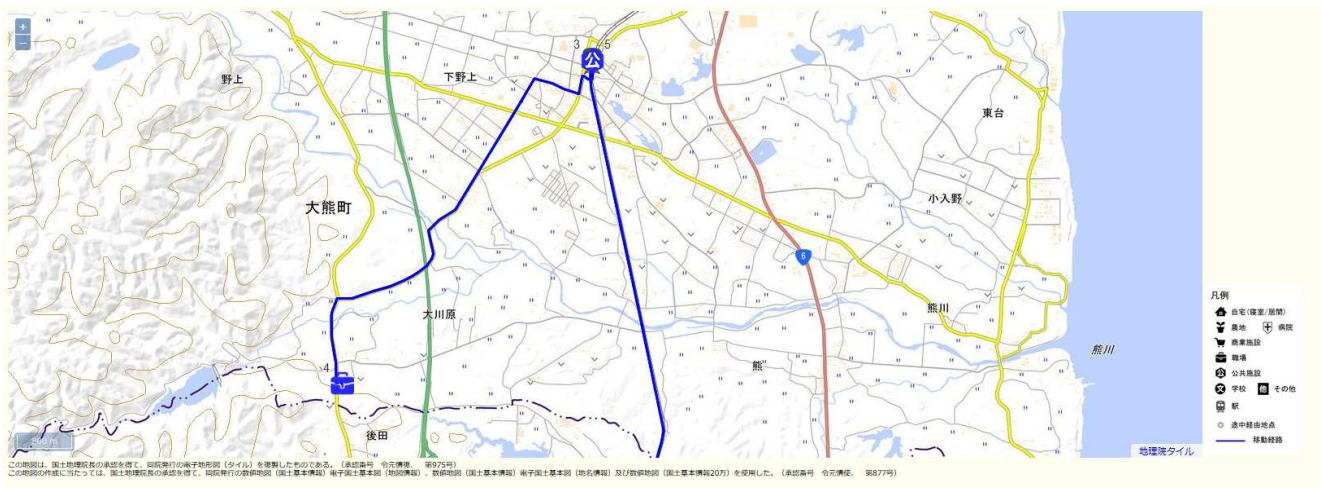 +
−
3
5
公
野上
下野上
東台
大熊町
小入野
6
大川原
熊川
熊川
熊
4
後田
500 m
地理院タイル
凡例
自宅(寝室/居間)
農地
病院
商業施設
職場
公共施設
学校
他 その他
駅
途中経由地点
移動経路
この地図は、国土地理院長の承認を得て、同院発行の電子地形図(タイル)を複製したものである。(承認番号 令元情複、 第975号)
この地図の作成に当たっては、国土地理院長の承認を得て、同院発行の数値地図(国土基本情報)電子国土基本図(地図情報)、数値地図(国土基本情報)電子国土基本図(地名情報)及び数値地図(国土基本情報20万)を使用した。(承認番号 令元情使、 第877号)